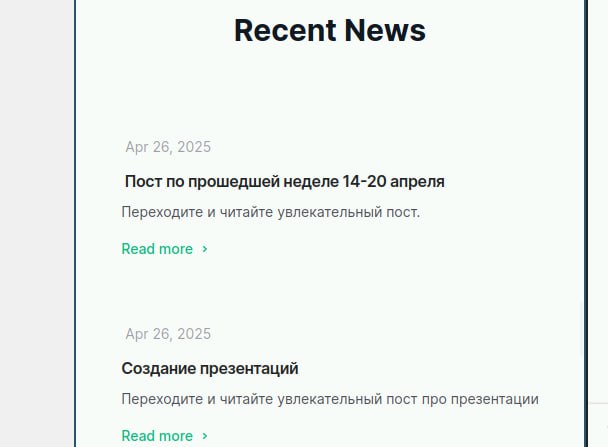 Recent News
Apr 26, 2025
Пост по прошедшей неделе 14-20 апреля
Переходите и читайте увлекательный пост.
Read more ›
Apr 26, 2025
Создание презентаций
Переходите и читайте увлекательный пост про презентации
Read more ›